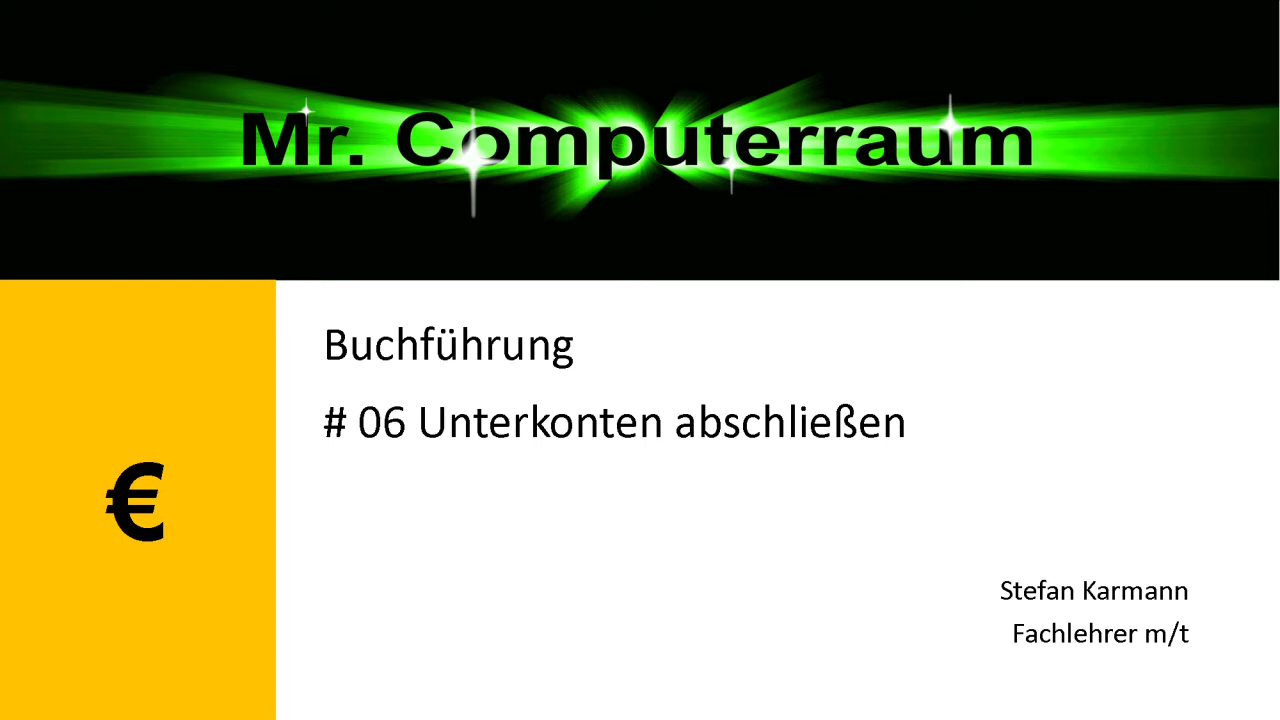 Mr. Computerraum
Buchführung
# 06 Unterkonten abschließen
€
Stefan Karmann
Fachlehrer m/t